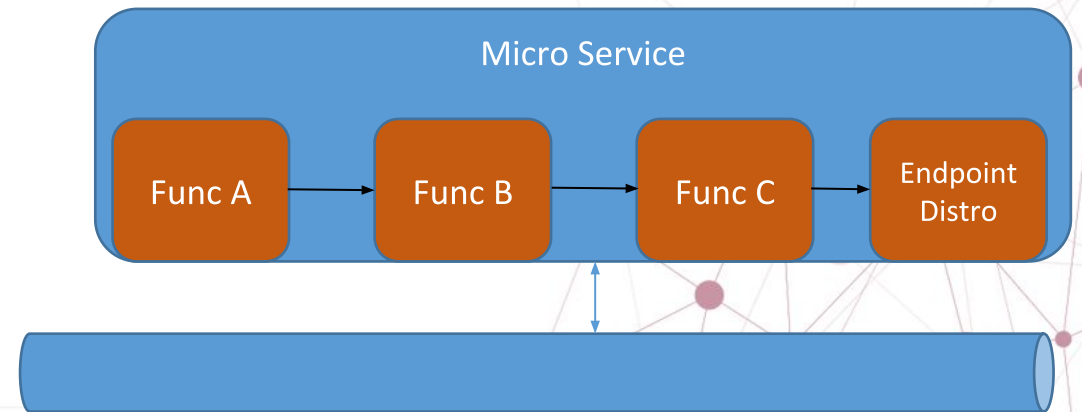 Micro Service
Func A
Func B
Func C
Endpoint
Distro